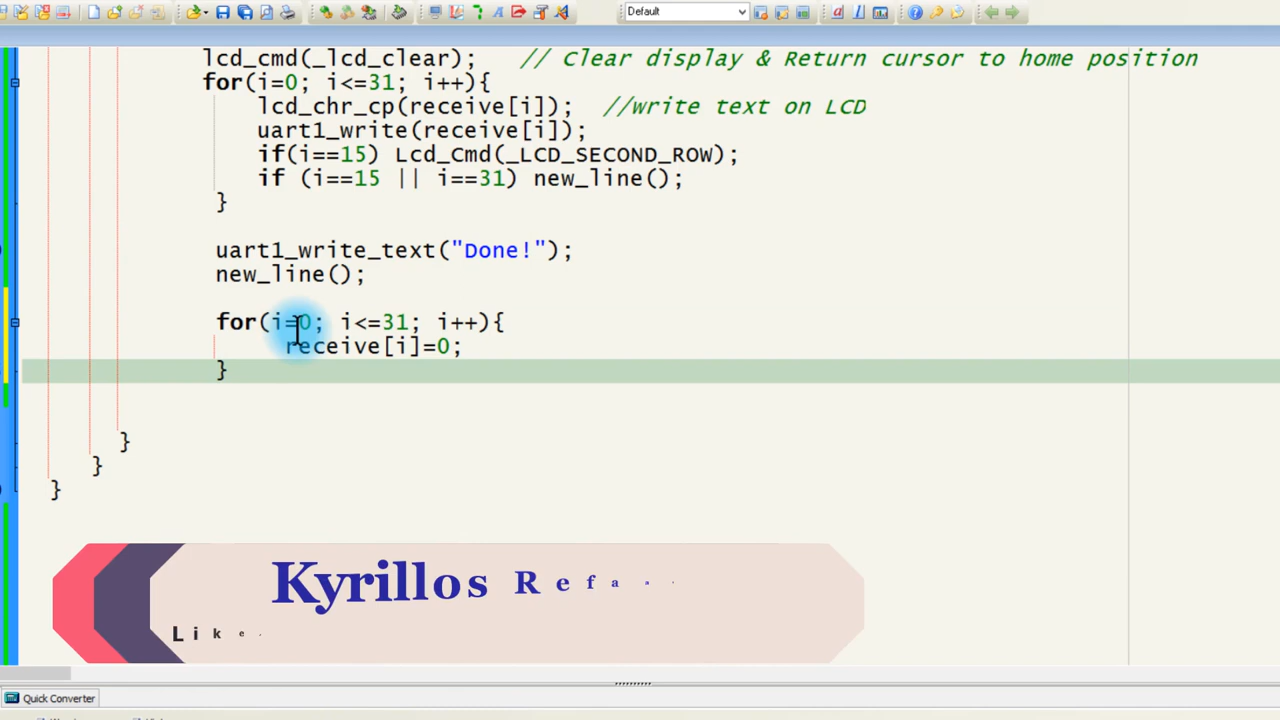 Default
lcd_cmd(_lcd_clear);   // Clear display & Return cursor to home position
for(i=0; i<=31; i++){
lcd_chr_cp(receive[i]);  //write text on LCD
uart1_write(receive[i]);
if(i==15) Lcd_Cmd(_LCD_SECOND_ROW);
if (i==15 || i==31) new_line();
}
uart1_write_text("Done!");
new_line();
for(i=0; i<=31; i++){
receive[i]=0;
}
}
}
}
Kyrillos Refa
Like
Quick Converter